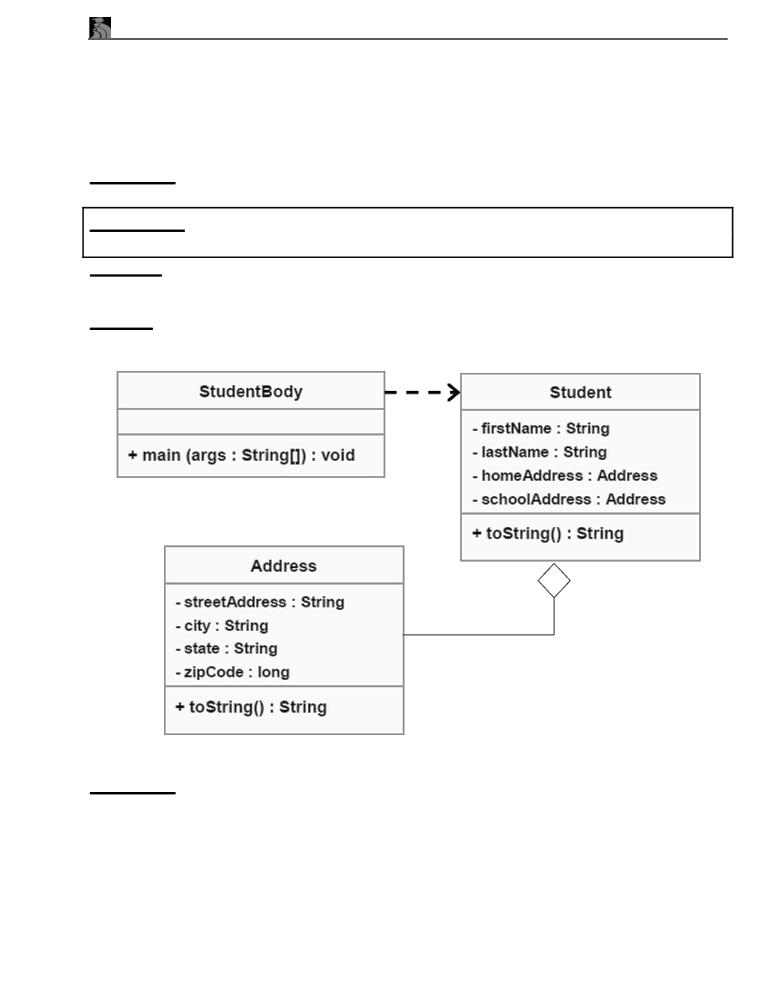 StudentBody
+ main (args : String[]) : void
Student
- firstName : String
- lastName : String
- homeAddress : Address
- schoolAddress : Address
+ toString() : String
Address
- streetAddress : String
- city : String
- state : String
- zipCode : long
+ toString() : String